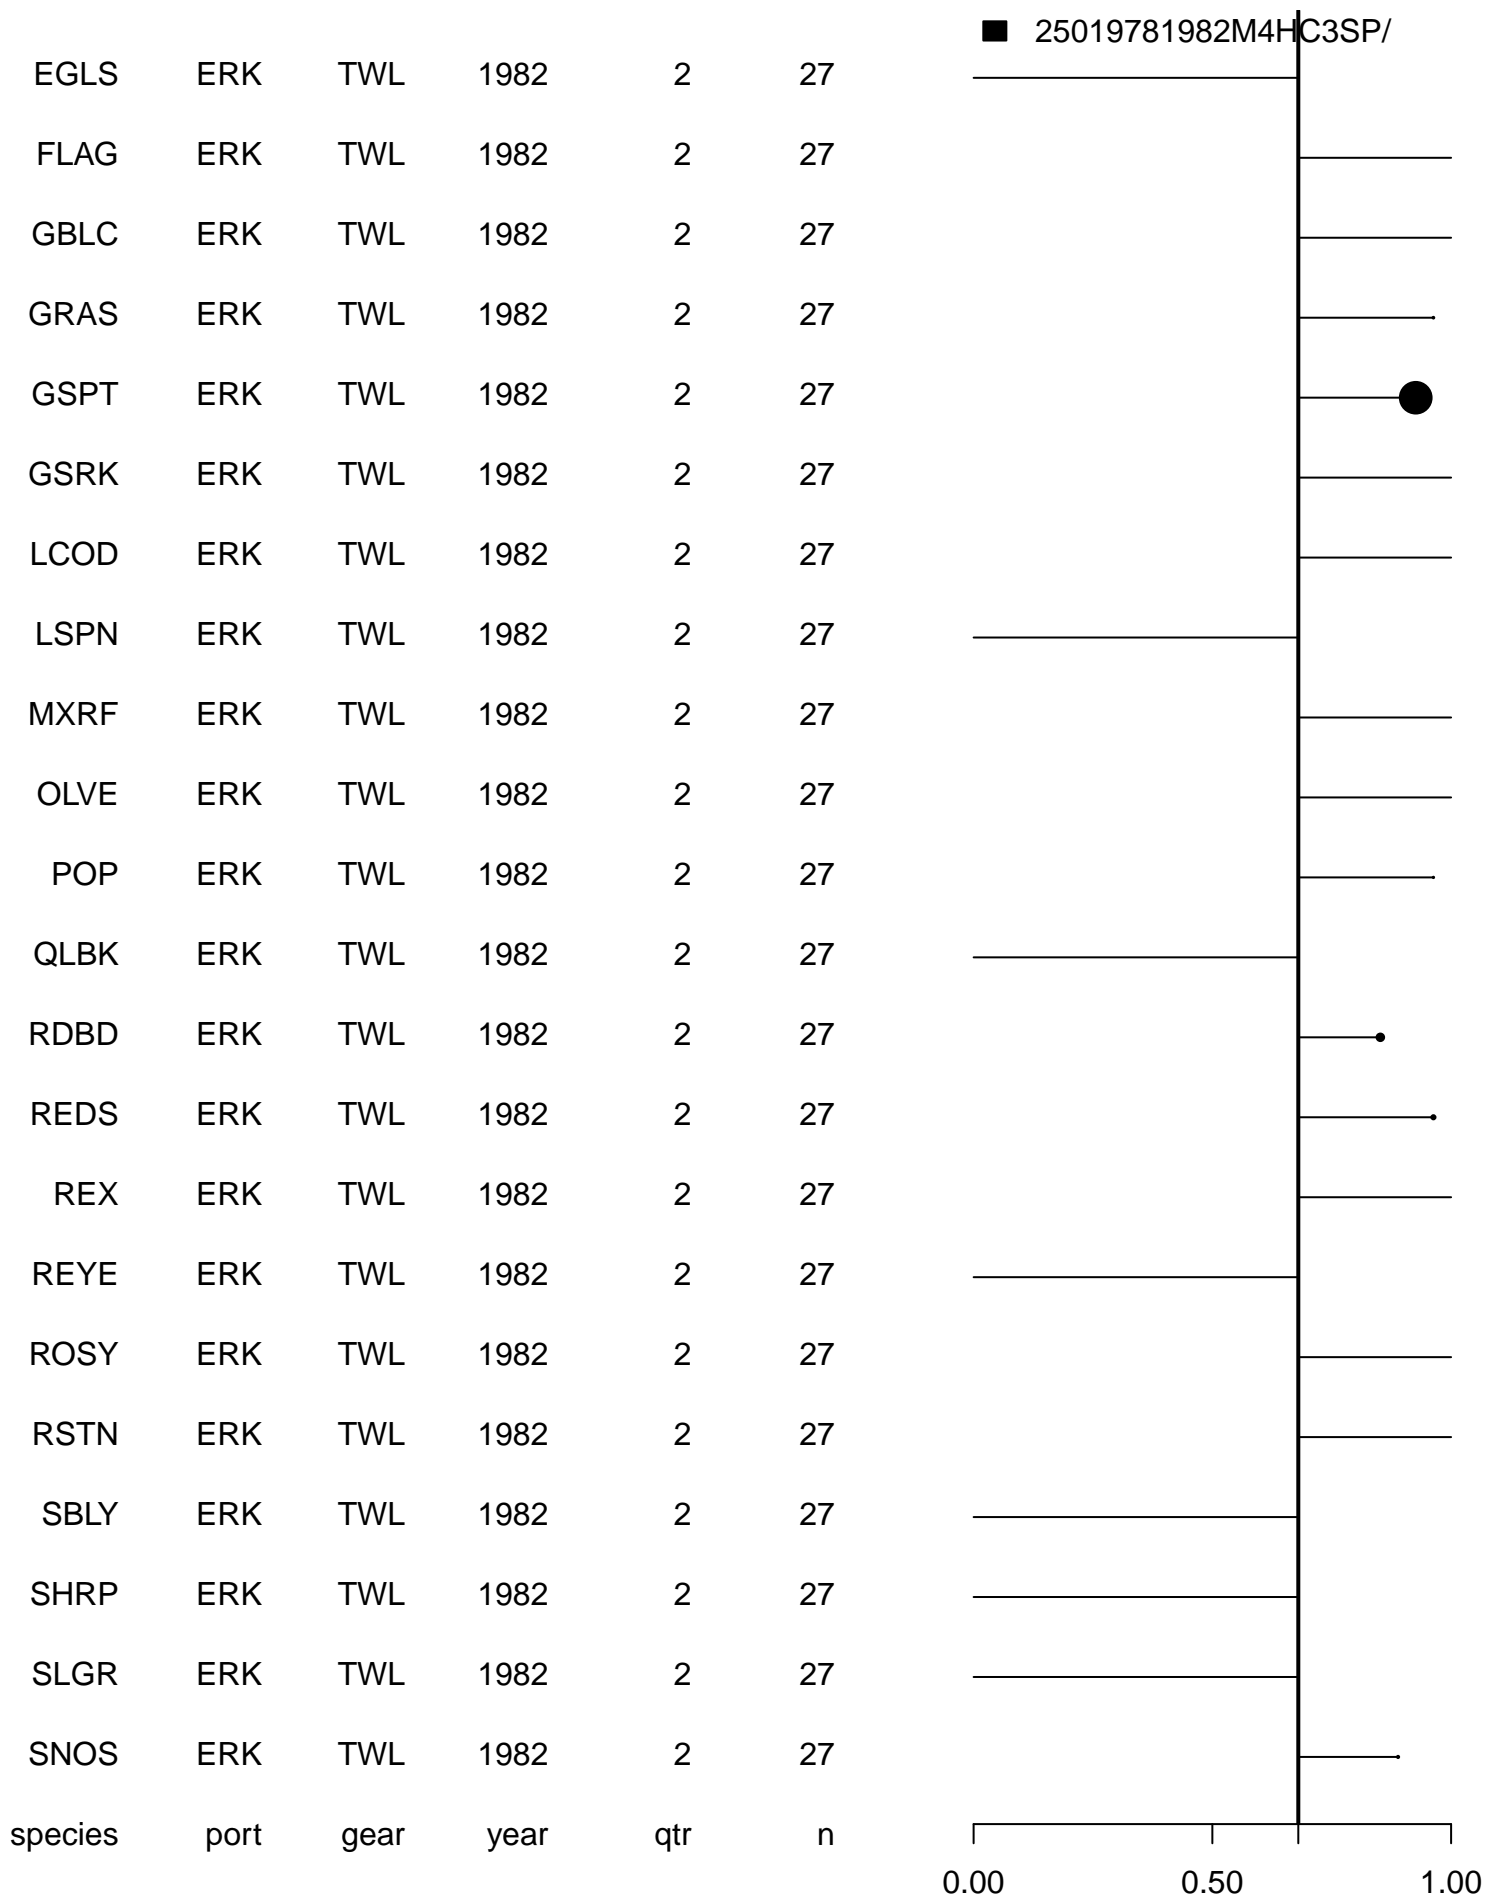 25019781982M4HC3SP/
EGLS ERK TWL 1982 2 27
FLAG ERK TWL 1982 2 27
GBLC ERK TWL 1982 2 27
GRAS ERK TWL 1982 2 27
GSPT ERK TWL 1982 2 27
GSRK ERK TWL 1982 2 27
LCOD ERK TWL 1982 2 27
LSPN ERK TWL 1982 2 27
MXRF ERK TWL 1982 2 27
OLVE ERK TWL 1982 2 27
POP ERK TWL 1982 2 27
QLBK ERK TWL 1982 2 27
RDBD ERK TWL 1982 2 27
REDS ERK TWL 1982 2 27
REX ERK TWL 1982 2 27
REYE ERK TWL 1982 2 27
ROSY ERK TWL 1982 2 27
RSTN ERK TWL 1982 2 27
SBLY ERK TWL 1982 2 27
SHRP ERK TWL 1982 2 27
SLGR ERK TWL 1982 2 27
SNOS ERK TWL 1982 2 27
species port gear year qtr n
0.00 0.50 1.00